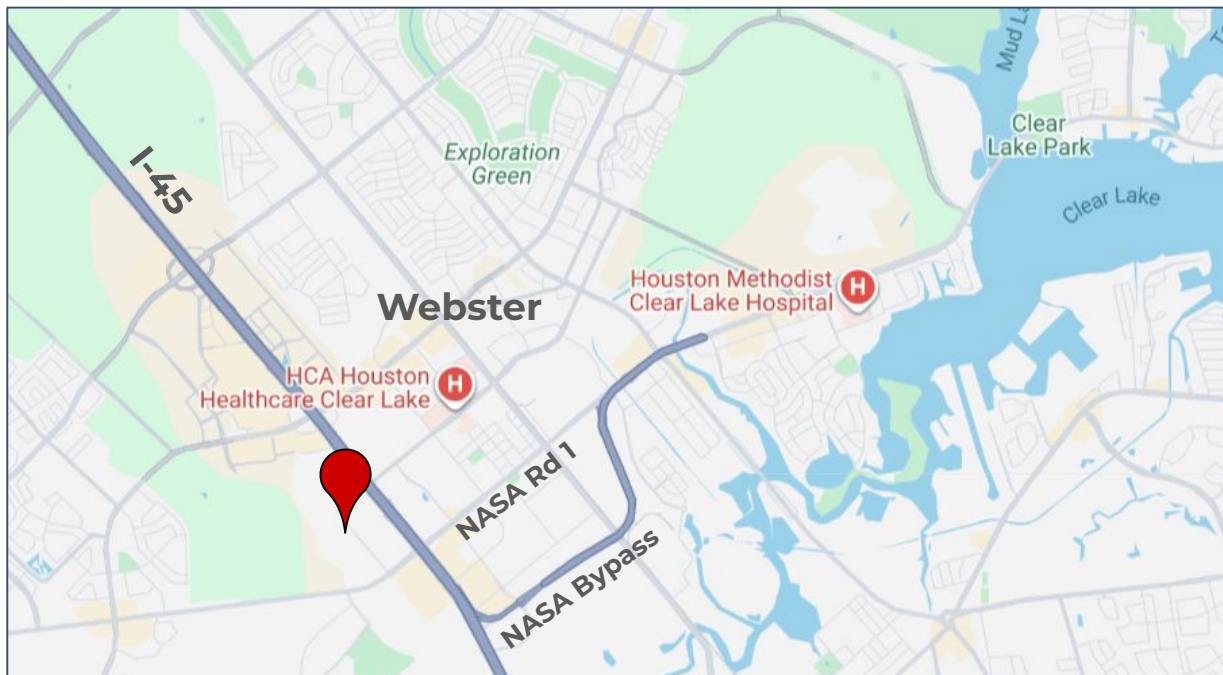 I-45
Mud La
Clear
Lake Park
Exploration
Green
Clear Lake
Houston Methodist
Clear Lake Hospital
H
Webster
HCA Houston
Healthcare Clear Lake
H
NASA Rd 1
NASA Bypass